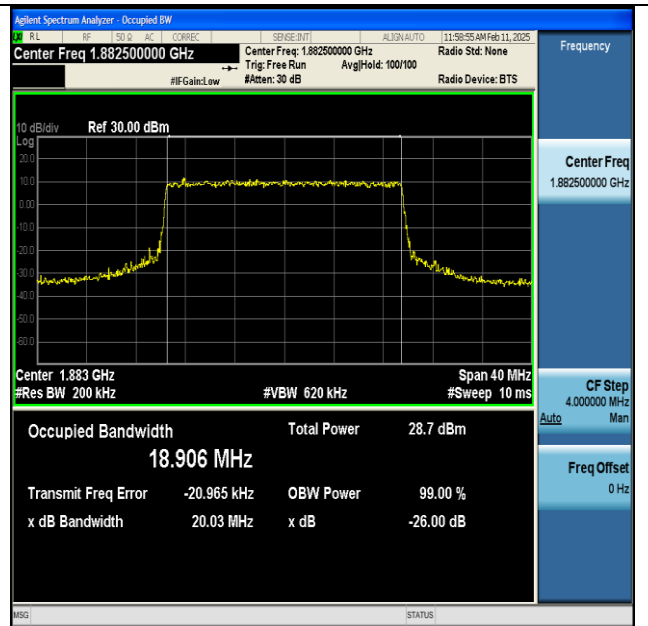 Agilent Spectrum Analyzer - Occupied BW
RL RF 50 Ω AC CORREC SENSE:INT ALIGN AUTO 11:58:55 AM Feb 11, 2025
Center Freq 1.882500000 GHz
Center Freq: 1.882500000 GHz
Radio Std: None
Trig: Free Run Avg|Hold: 100/100
#IFGain:Low
#Atten: 30 dB
Radio Device: BTS
Frequency
10 dB/div Ref 30.00 dBm
Log
20.0
10.0
0.00
-10.0
-20.0
-30.0
-40.0
-50.0
-60.0
Center 1.883 GHz
Span 40 MHz
#Res BW 200 kHz
#VBW 620 kHz
#Sweep 10 ms
Occupied Bandwidth
18.906 MHz
Total Power 28.7 dBm
Transmit Freq Error -20.965 kHz
OBW Power 99.00 %
x dB Bandwidth 20.03 MHz
x dB -26.00 dB
Center Freq
1.882500000 GHz
CF Step
4.000000 MHz
Auto Man
Freq Offset
0 Hz
MSG
STATUS